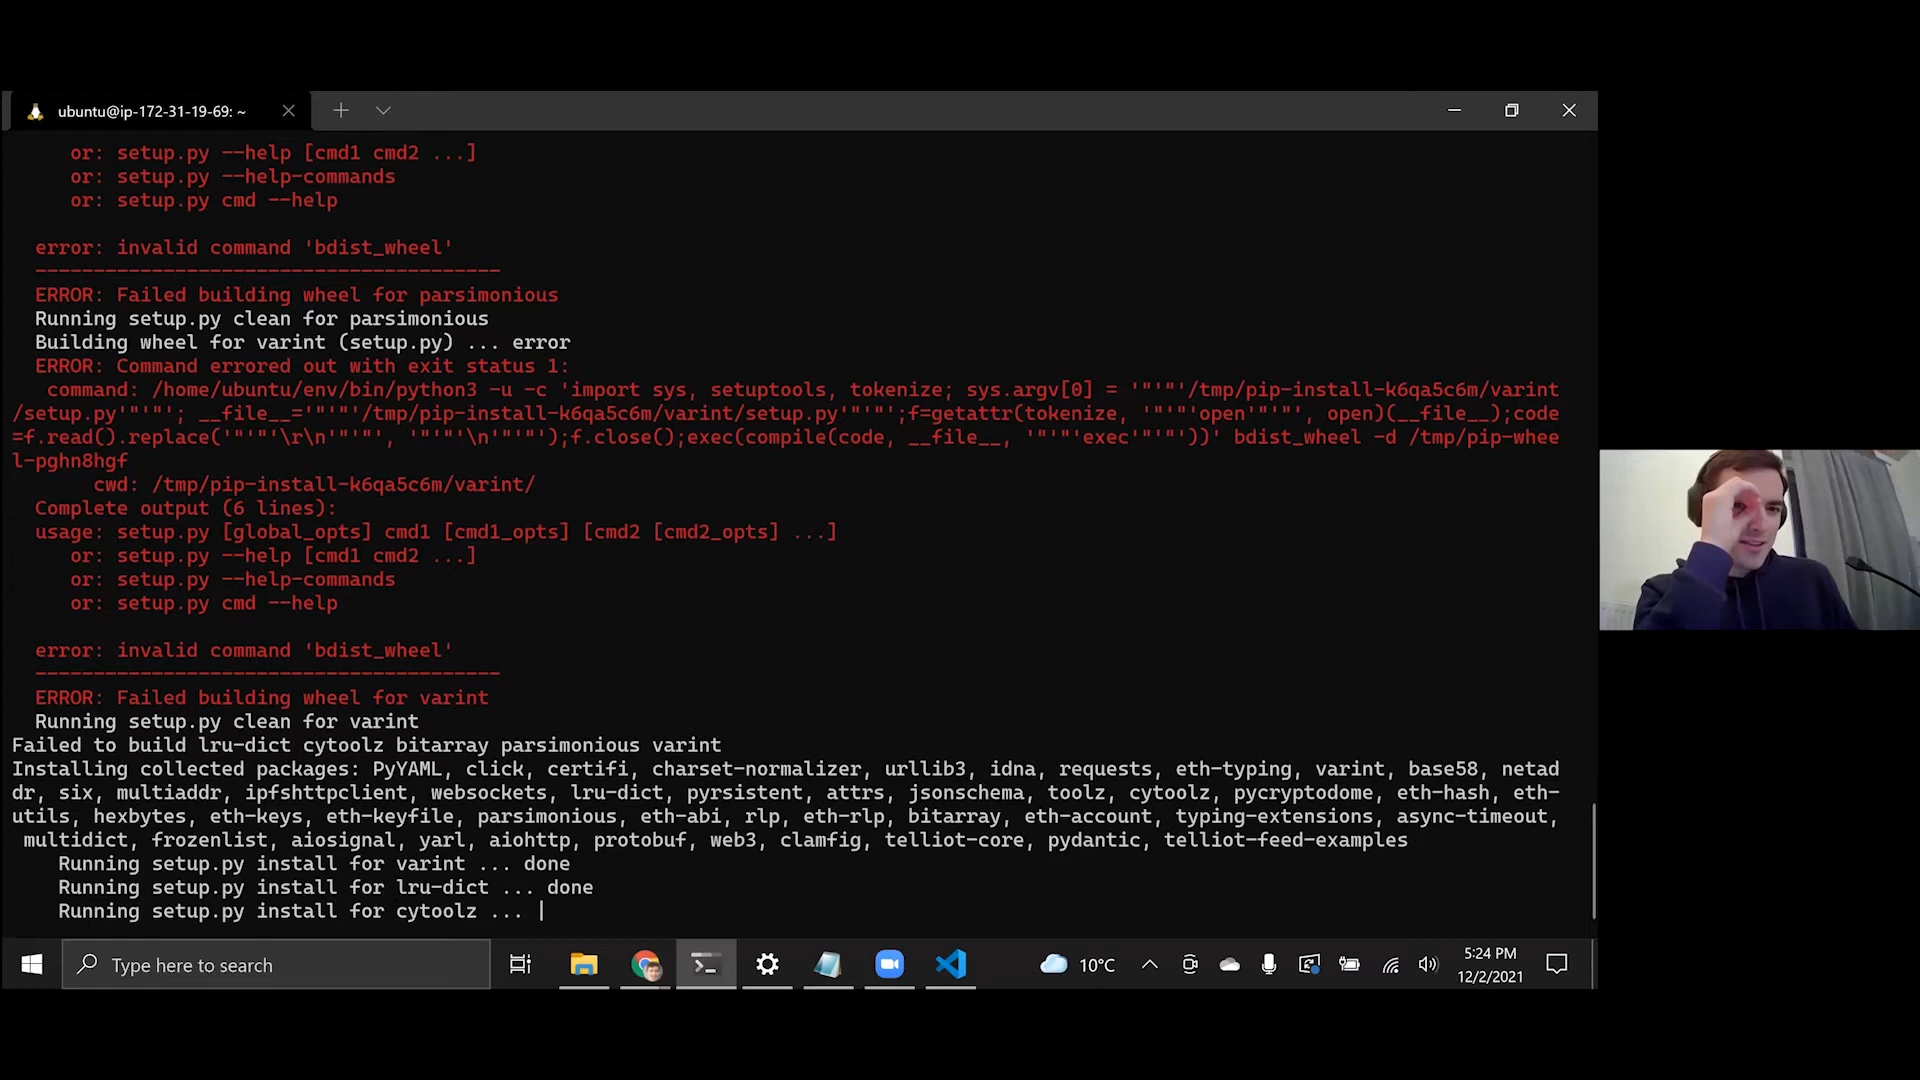 ubuntu@ip-172-31-19-69: ~
or: setup.py --help [cmd1 cmd2 ...]
or: setup.py --help-commands
or: setup.py cmd --help
error: invalid command 'bdist_wheel'
----------------------------------------
ERROR: Failed building wheel for parsimonious
Running setup.py clean for parsimonious
Building wheel for varint (setup.py) ... error
ERROR: Command errored out with exit status 1:
command: /home/ubuntu/env/bin/python3 -u -c 'import sys, setuptools, tokenize; sys.argv[0] = '"'"'/tmp/pip-install-k6qa5c6m/varint
/setup.py'"'"'; __file__='"'"'/tmp/pip-install-k6qa5c6m/varint/setup.py'"'"';f=getattr(tokenize, '"'"'open'"'"', open)(__file__);code
=f.read().replace('"'"'\r\n'"'"', '"'"'\n'"'"');f.close();exec(compile(code, __file__, '"'"'exec'"'"'))' bdist_wheel -d /tmp/pip-whee
l-pghn8hgf
cwd: /tmp/pip-install-k6qa5c6m/varint/
Complete output (6 lines):
usage: setup.py [global_opts] cmd1 [cmd1_opts] [cmd2 [cmd2_opts] ...]
or: setup.py --help [cmd1 cmd2 ...]
or: setup.py --help-commands
or: setup.py cmd --help
error: invalid command 'bdist_wheel'
----------------------------------------
ERROR: Failed building wheel for varint
Running setup.py clean for varint
Failed to build lru-dict cytoolz bitarray parsimonious varint
Installing collected packages: PyYAML, click, certifi, charset-normalizer, urllib3, idna, requests, eth-typing, varint, base58, netad
dr, six, multiaddr, ipfshttpclient, websockets, lru-dict, pyrsistent, attrs, jsonschema, toolz, cytoolz, pycryptodome, eth-hash, eth-
utils, hexbytes, eth-keys, eth-keyfile, parsimonious, eth-abi, rlp, eth-rlp, bitarray, eth-account, typing-extensions, async-timeout,
multidict, frozenlist, aiosignal, yarl, aiohttp, protobuf, web3, clamfig, telliot-core, pydantic, telliot-feed-examples
Running setup.py install for varint ... done
Running setup.py install for lru-dict ... done
Running setup.py install for cytoolz ... |
Type here to search
10°C
5:24 PM
12/2/2021